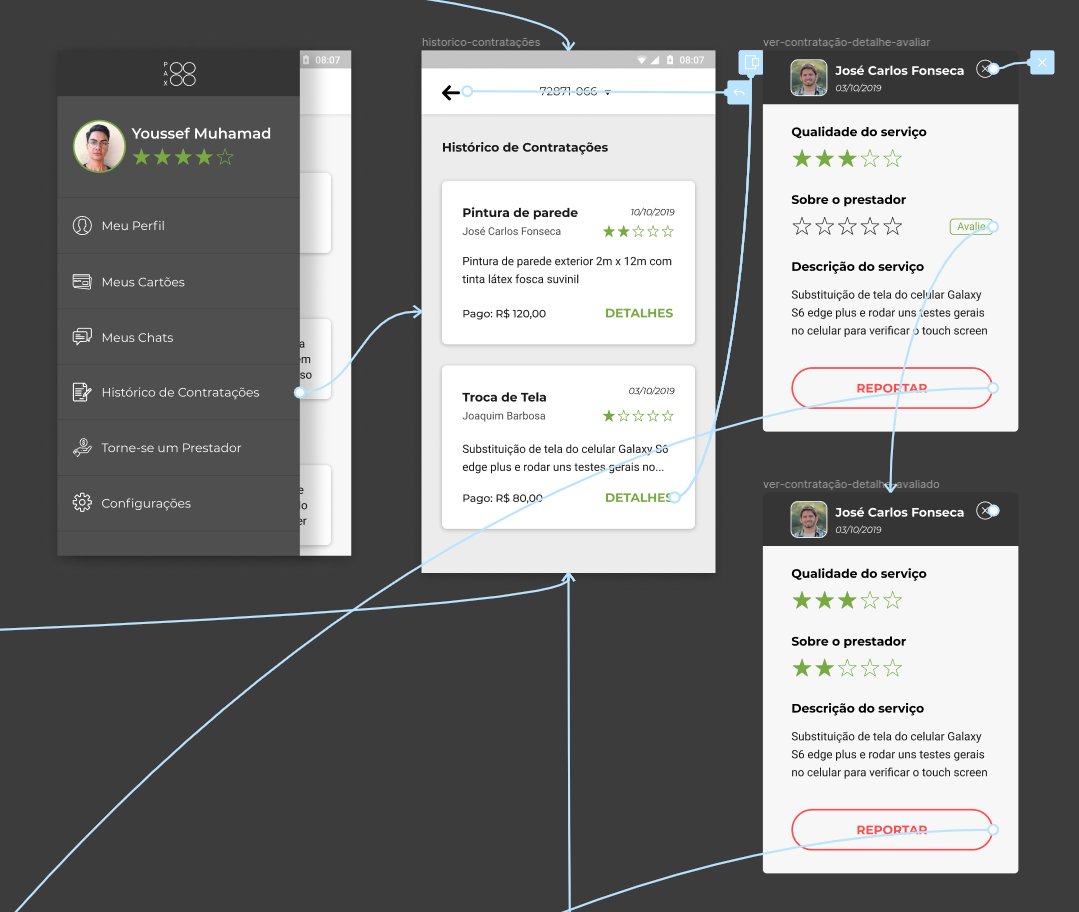 PAX
08:07
Youssef Muhamad
Meu Perfil
Meus Cartões
Meus Chats
Histórico de Contratações
Torne-se um Prestador
Configurações
a
em
so
e
lo
er
historico-contratações
08:07
72871-066
Histórico de Contratações
Pintura de parede
10/10/2019
José Carlos Fonseca
Pintura de parede exterior 2m x 12m com
tinta látex fosca suvinil
Pago: R$ 120,00
DETALHES
Troca de Tela
03/10/2019
Joaquim Barbosa
Substituição de tela do celular Galaxy S6
edge plus e rodar uns testes gerais no...
Pago: R$ 80,00
DETALHES
ver-contratação-detalhe-avaliar
José Carlos Fonseca
03/10/2019
Qualidade do serviço
Sobre o prestador
Avalie
Descrição do serviço
Substituição de tela do celular Galaxy
S6 edge plus e rodar uns testes gerais
no celular para verificar o touch screen
REPORTAR
ver-contratação-detalhe-avaliado
José Carlos Fonseca
03/10/2019
Qualidade do serviço
Sobre o prestador
Descrição do serviço
Substituição de tela do celular Galaxy
S6 edge plus e rodar uns testes gerais
no celular para verificar o touch screen
REPORTAR